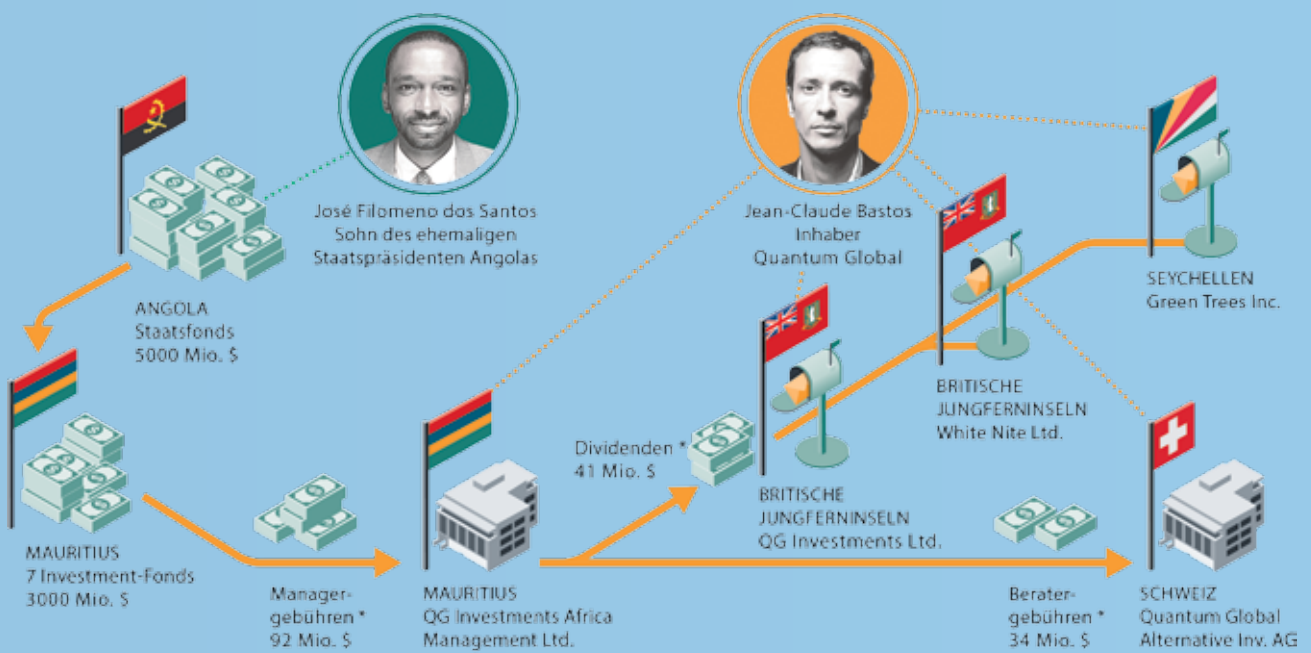 José Filomeno dos Santos
Sohn des ehemaligen
Staatspräsidenten Angolas
Jean-Claude Bastos
Inhaber
Quantum Global
SEYCHELLEN
Green Trees Inc.
ANGOLA
Staatsfonds
5000 Mio. $
BRITISCHE
JUNGFERNINSELN
White Nite Ltd.
Dividenden *
41 Mio. $
BRITISCHE
JUNGFERNINSELN
QG Investments Ltd.
MAURITIUS
7 Investment-Fonds
3000 Mio. $
Manager-
gebühren *
92 Mio. $
MAURITIUS
QG Investments Africa
Management Ltd.
Berater-
gebühren *
34 Mio. $
SCHWEIZ
Quantum Global
Alternative Inv. AG